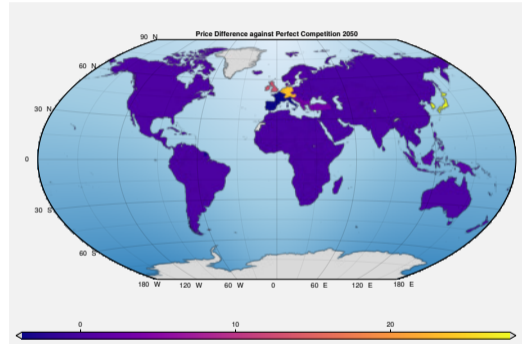 Price Difference against Perfect Competition 2050
90 N
60 N
30 N
0
30 S
60 S
180 W 120 W 60 W 0 60 E 120 E 180 E
0 10 20